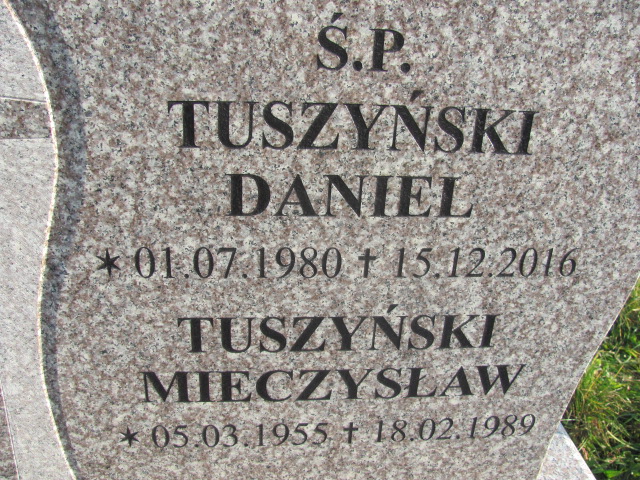 Ś.P.
TUSZYŃSKI
DANIEL
✶ 01.07.1980 ✝ 15.12.2016
TUSZYŃSKI
MIECZYSŁAW
✶ 05.03.1955 ✝ 18.02.1989